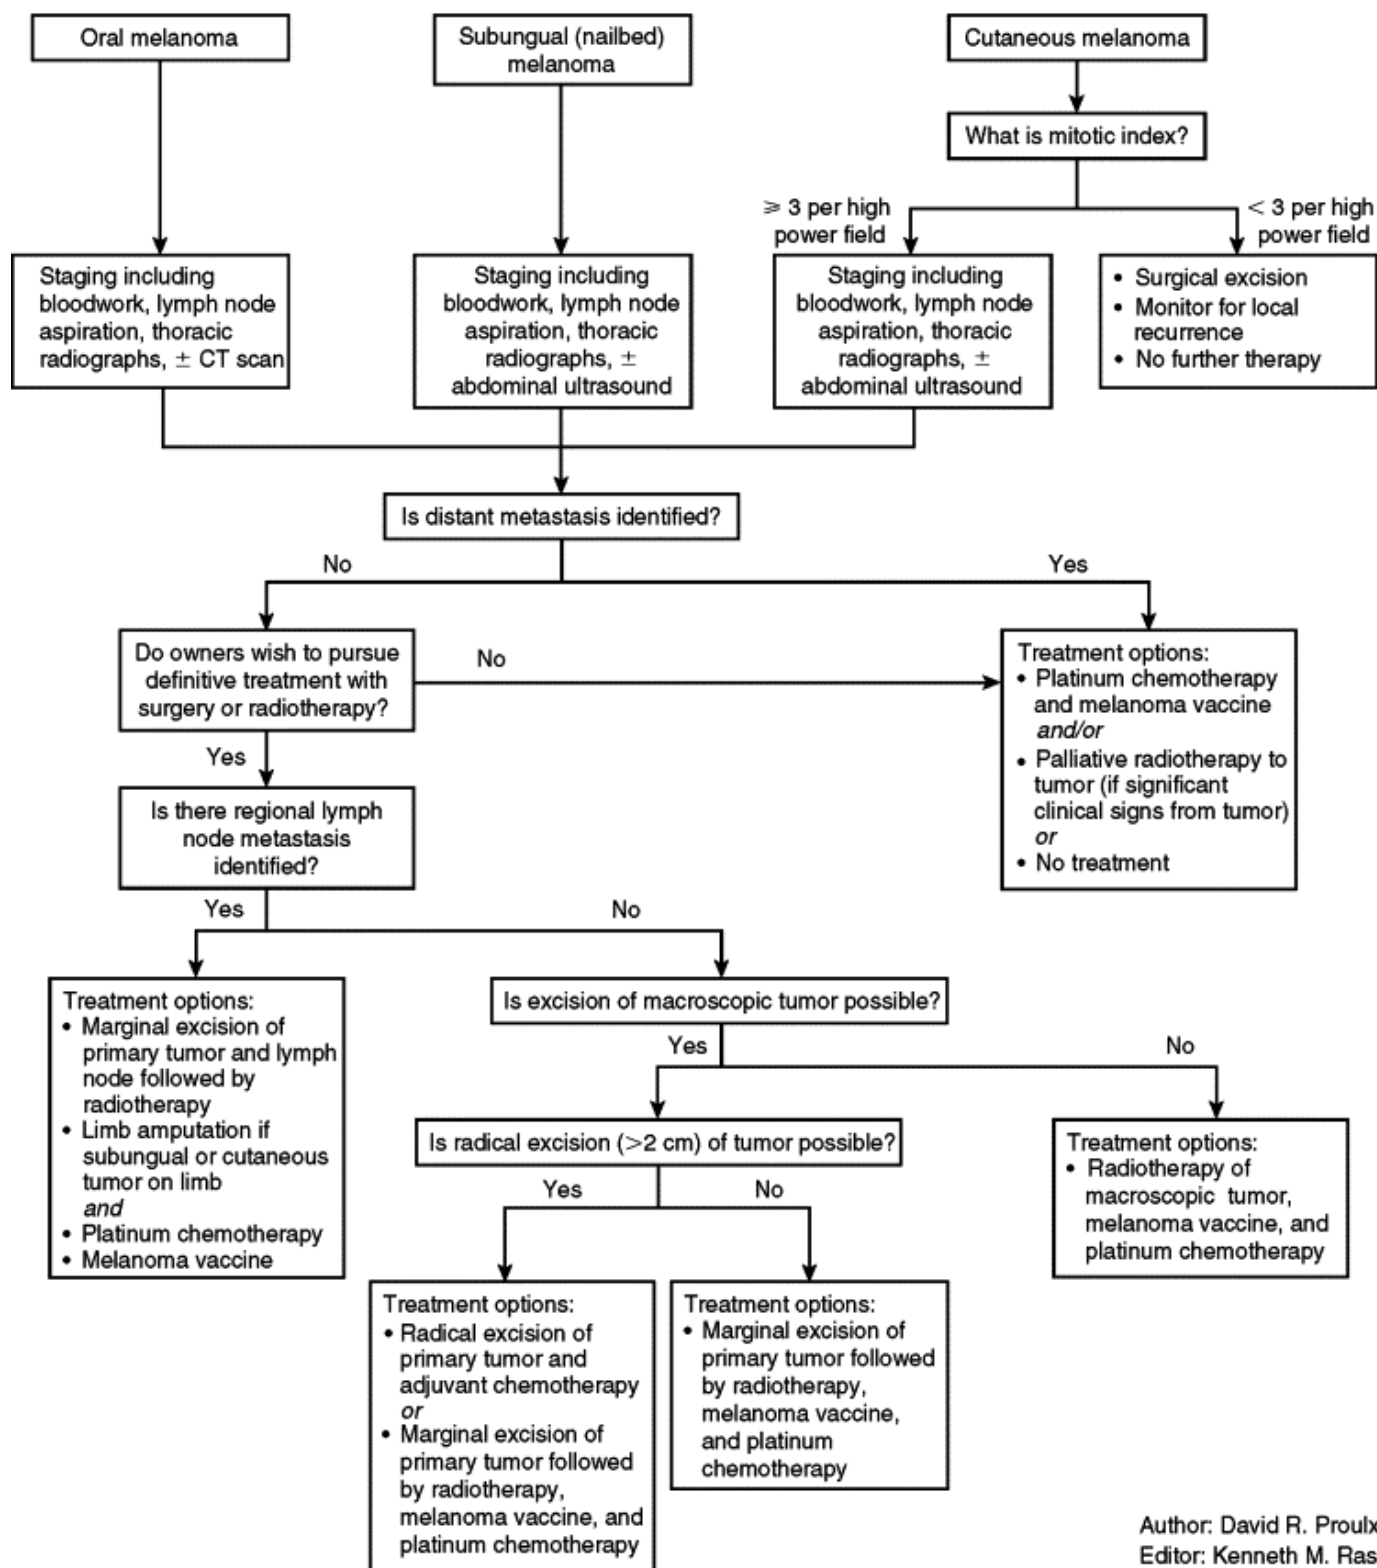 Oral melanoma
Subungual (nailbed)
melanoma
Cutaneous melanoma
What is mitotic index?
⩾ 3 per high
power field
< 3 per high
power field
Staging including
bloodwork, lymph node
aspiration, thoracic
radiographs, ± CT scan
Staging including
bloodwork, lymph node
aspiration, thoracic
radiographs, ±
abdominal ultrasound
Staging including
bloodwork, lymph node
aspiration, thoracic
radiographs, ±
abdominal ultrasound
• Surgical excision
• Monitor for local
recurrence
• No further therapy
Is distant metastasis identified?
No
Yes
Do owners wish to pursue
definitive treatment with
surgery or radiotherapy?
No
Treatment options:
• Platinum chemotherapy
and melanoma vaccine
and/or
• Palliative radiotherapy to
tumor (if significant
clinical signs from tumor)
or
• No treatment
Yes
Is there regional lymph
node metastasis
identified?
Yes
No
Treatment options:
• Marginal excision of
primary tumor and lymph
node followed by
radiotherapy
• Limb amputation if
subungual or cutaneous
tumor on limb
and
• Platinum chemotherapy
• Melanoma vaccine
Is excision of macroscopic tumor possible?
Yes
No
Is radical excision (>2 cm) of tumor possible?
Treatment options:
• Radiotherapy of
macroscopic tumor,
melanoma vaccine, and
platinum chemotherapy
Yes
No
Treatment options:
• Radical excision of
primary tumor and
adjuvant chemotherapy
or
• Marginal excision of
primary tumor followed
by radiotherapy,
melanoma vaccine, and
platinum chemotherapy
Treatment options:
• Marginal excision of
primary tumor followed
by radiotherapy,
melanoma vaccine,
and platinum
chemotherapy
Author: David R. Proulx
Editor: Kenneth M. Ras